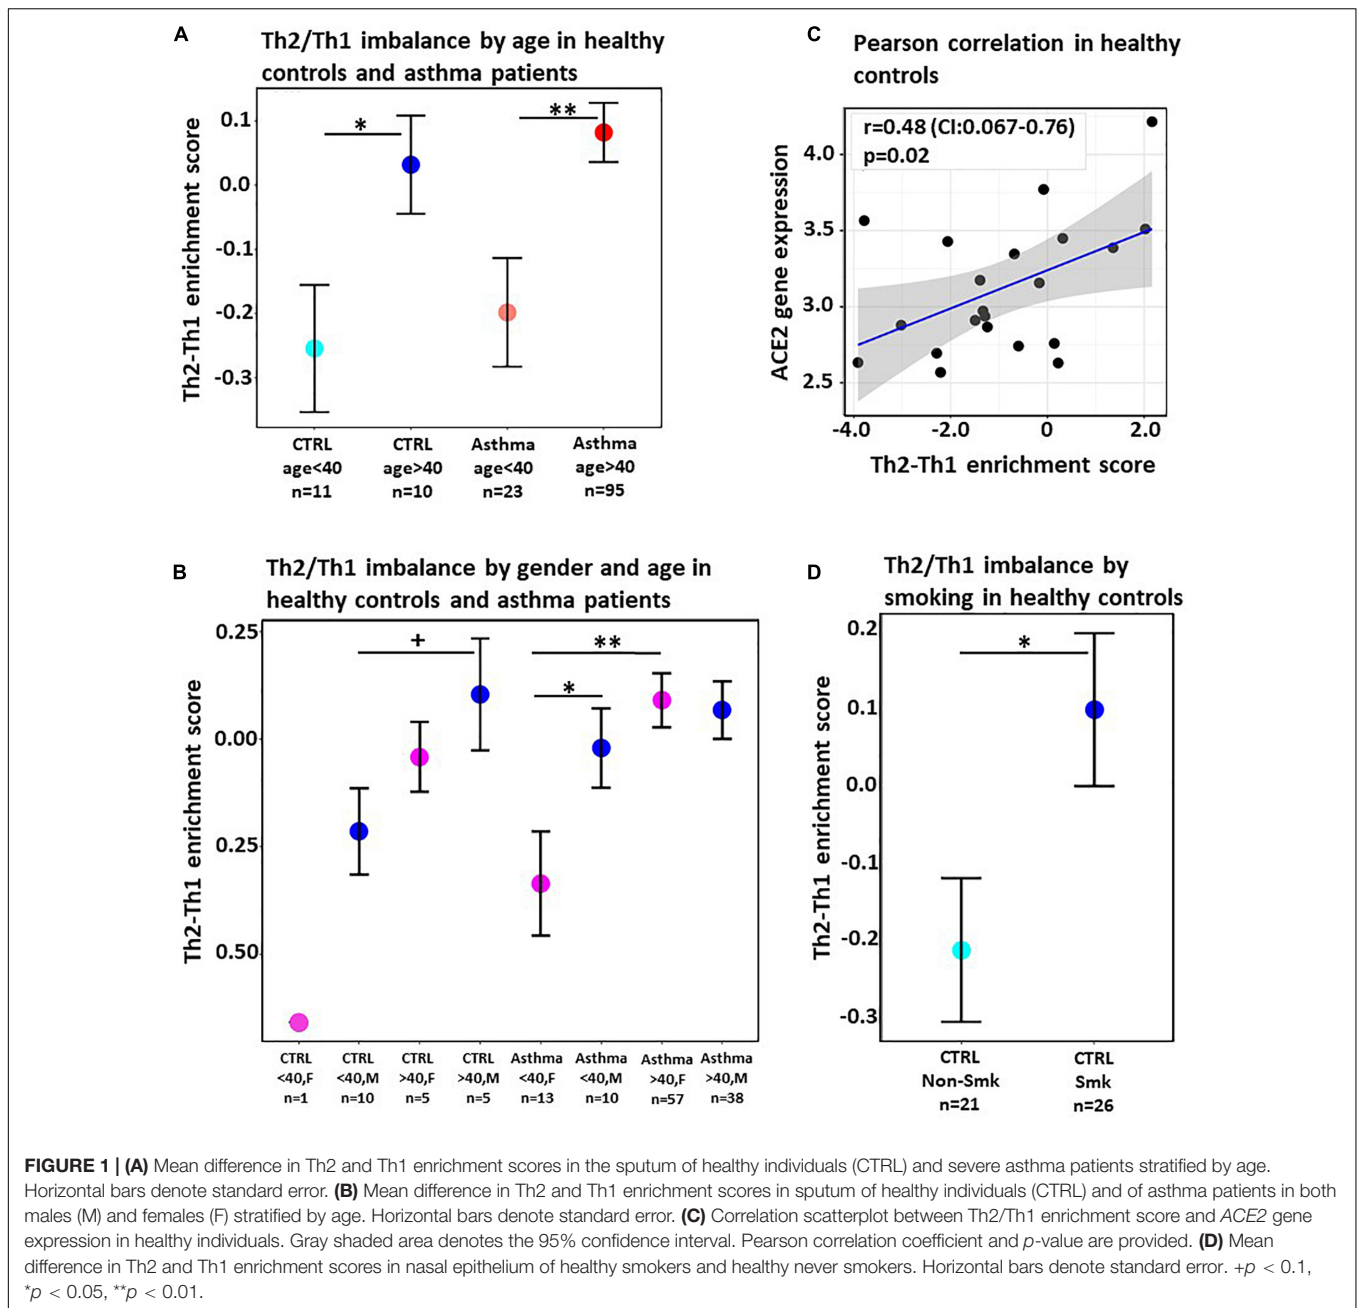 A
Th2/Th1 imbalance by age in healthy
controls and asthma patients
Th2-Th1 enrichment score
0.1
0.0
-0.1
-0.2
-0.3
*
**
CTRL
age<40
n=11
CTRL
age>40
n=10
Asthma
age<40
n=23
Asthma
age>40
n=95
C
Pearson correlation in healthy
controls
r=0.48 (CI:0.067-0.76)
p=0.02
ACE2 gene expression
4.0
3.5
3.0
2.5
-4.0
-2.0
0
2.0
Th2-Th1 enrichment score
B
Th2/Th1 imbalance by gender and age in
healthy controls and asthma patients
Th2-Th1 enrichment score
0.25
0.00
0.25
0.50
+
*
**
CTRL
<40,F
n=1
CTRL
<40,M
n=10
CTRL
>40,F
n=5
CTRL
>40,M
n=5
Asthma
<40,F
n=13
Asthma
<40,M
n=10
Asthma
>40,F
n=57
Asthma
>40,M
n=38
D
Th2/Th1 imbalance by
smoking in healthy controls
Th2-Th1 enrichment score
0.2
0.1
0.0
-0.1
-0.2
-0.3
*
CTRL
Non-Smk
n=21
CTRL
Smk
n=26
FIGURE 1 | (A) Mean difference in Th2 and Th1 enrichment scores in the sputum of healthy individuals (CTRL) and severe asthma patients stratified by age.
Horizontal bars denote standard error. (B) Mean difference in Th2 and Th1 enrichment scores in sputum of healthy individuals (CTRL) and of asthma patients in both
males (M) and females (F) stratified by age. Horizontal bars denote standard error. (C) Correlation scatterplot between Th2/Th1 enrichment score and ACE2 gene
expression in healthy individuals. Gray shaded area denotes the 95% confidence interval. Pearson correlation coefficient and p-value are provided. (D) Mean
difference in Th2 and Th1 enrichment scores in nasal epithelium of healthy smokers and healthy never smokers. Horizontal bars denote standard error. +p < 0.1,
*p < 0.05, **p < 0.01.